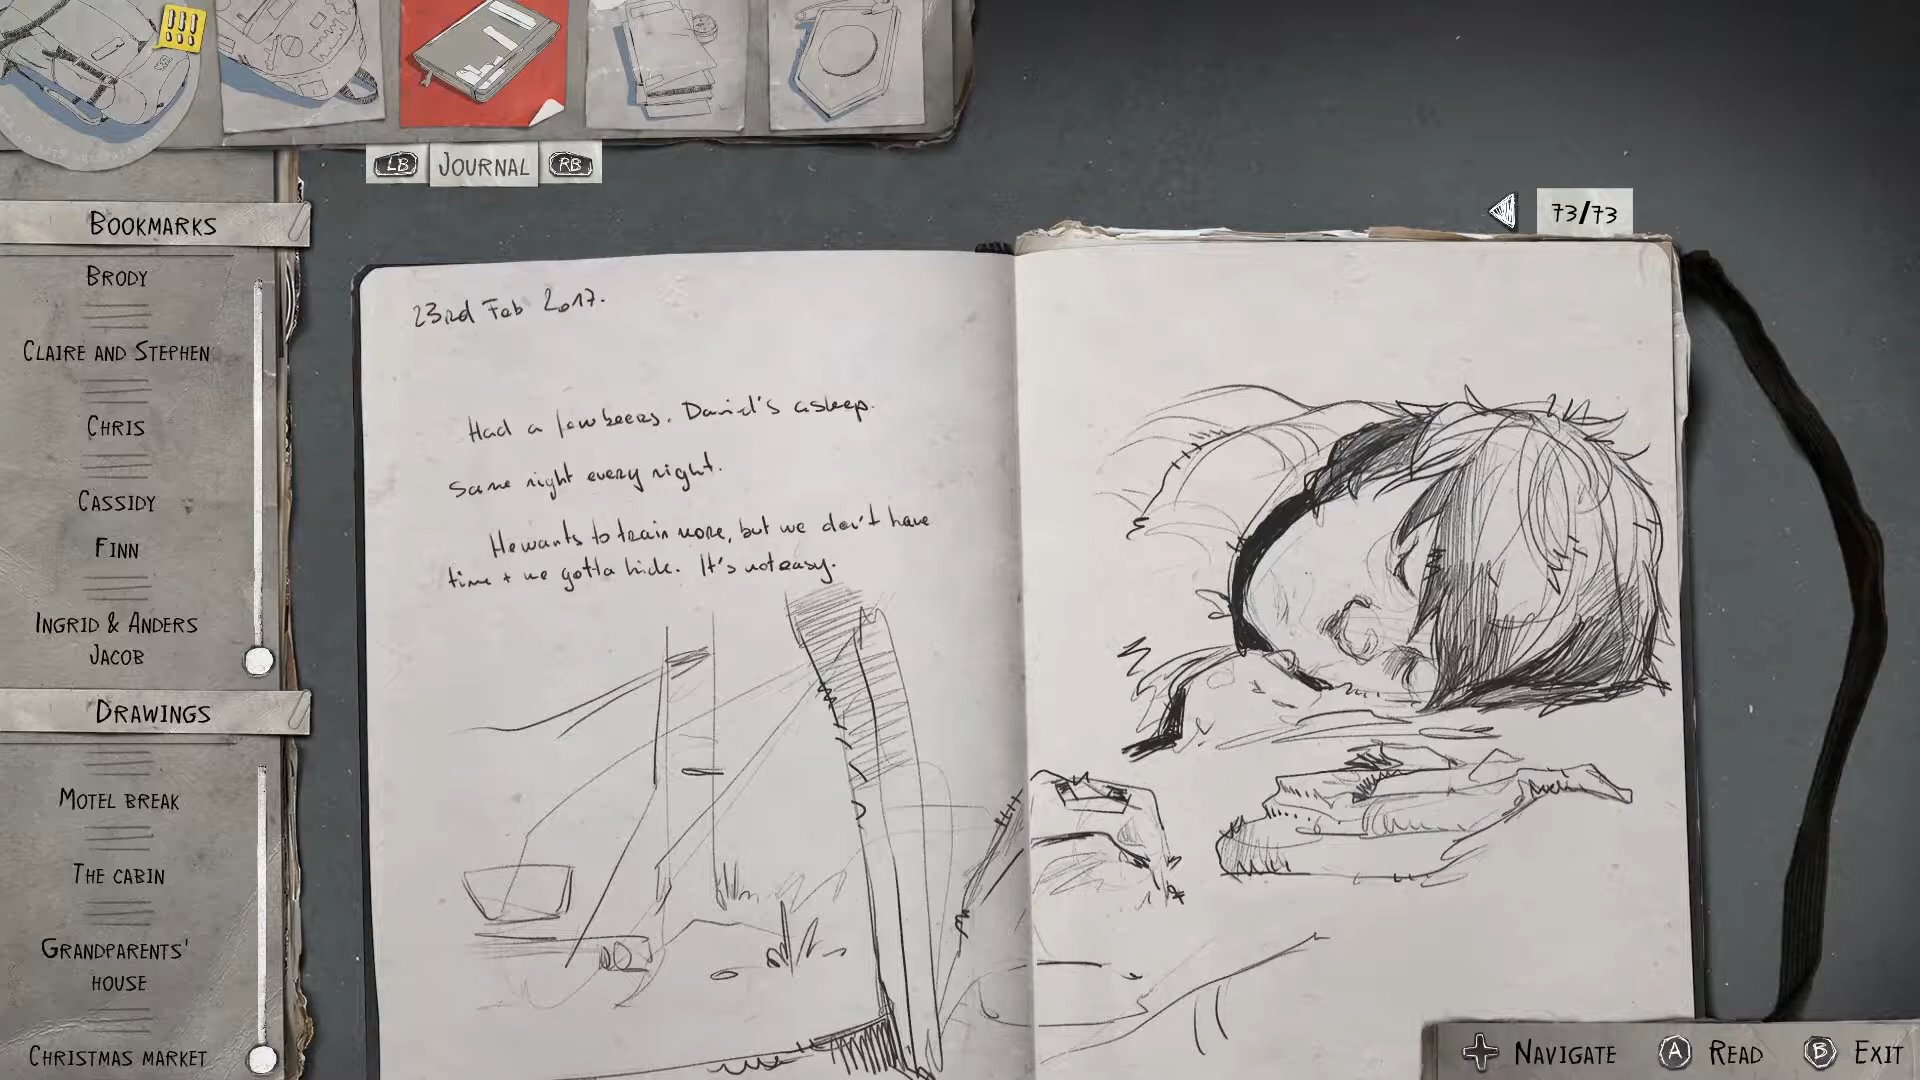 LB JOURNAL RB
73/73
BOOKMARKS
BRODY
CLAIRE AND STEPHEN
CHRIS
CASSIDY
FINN
INGRID & ANDERS
JACOB
DRAWINGS
MOTEL BREAK
THE CABIN
GRANDPARENTS'
HOUSE
CHRISTMAS MARKET
23rd Feb 2017.
Had a few beers. Daniel's asleep.
Same night every night.
He wants to train more, but we don't have
time + we gotta hide. It's not easy.
NAVIGATE A READ B EXIT